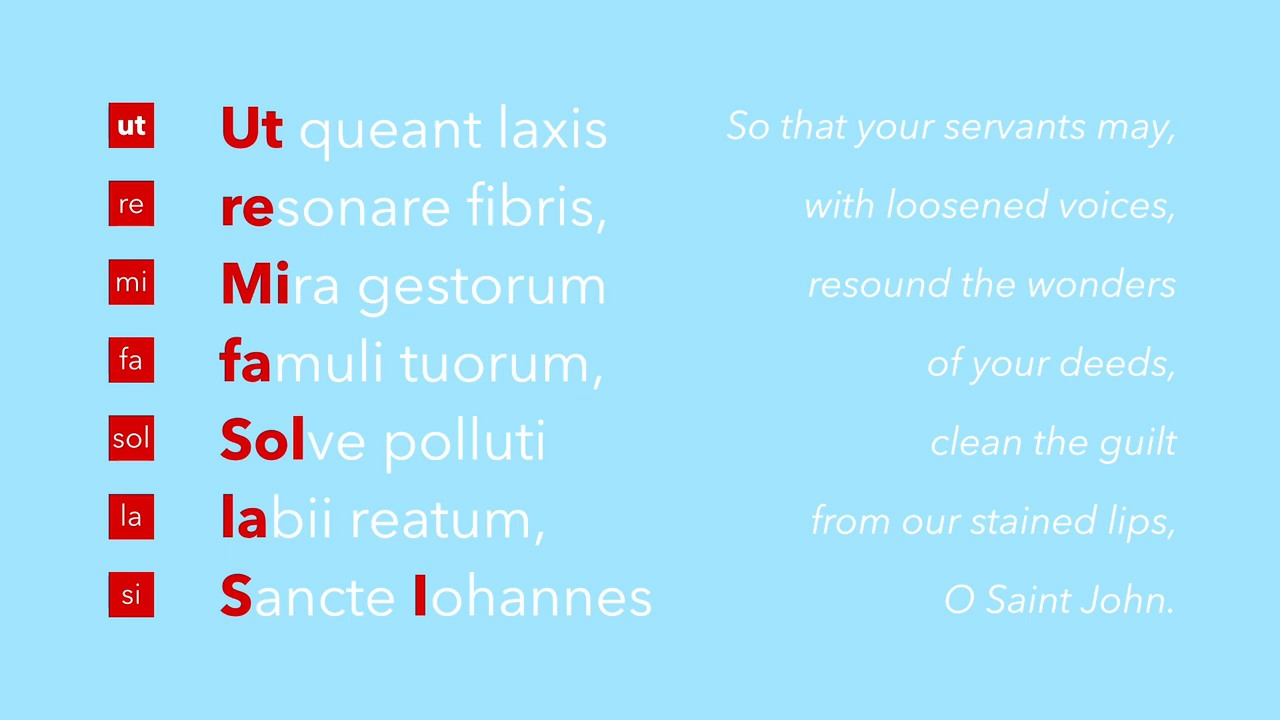 ut Ut queant laxis So that your servants may,
re resonare fibris, with loosened voices,
mi Mira gestorum resound the wonders
fa famuli tuorum, of your deeds,
sol Solve polluti clean the guilt
la labii reatum, from our stained lips,
si Sancte Iohannes O Saint John.